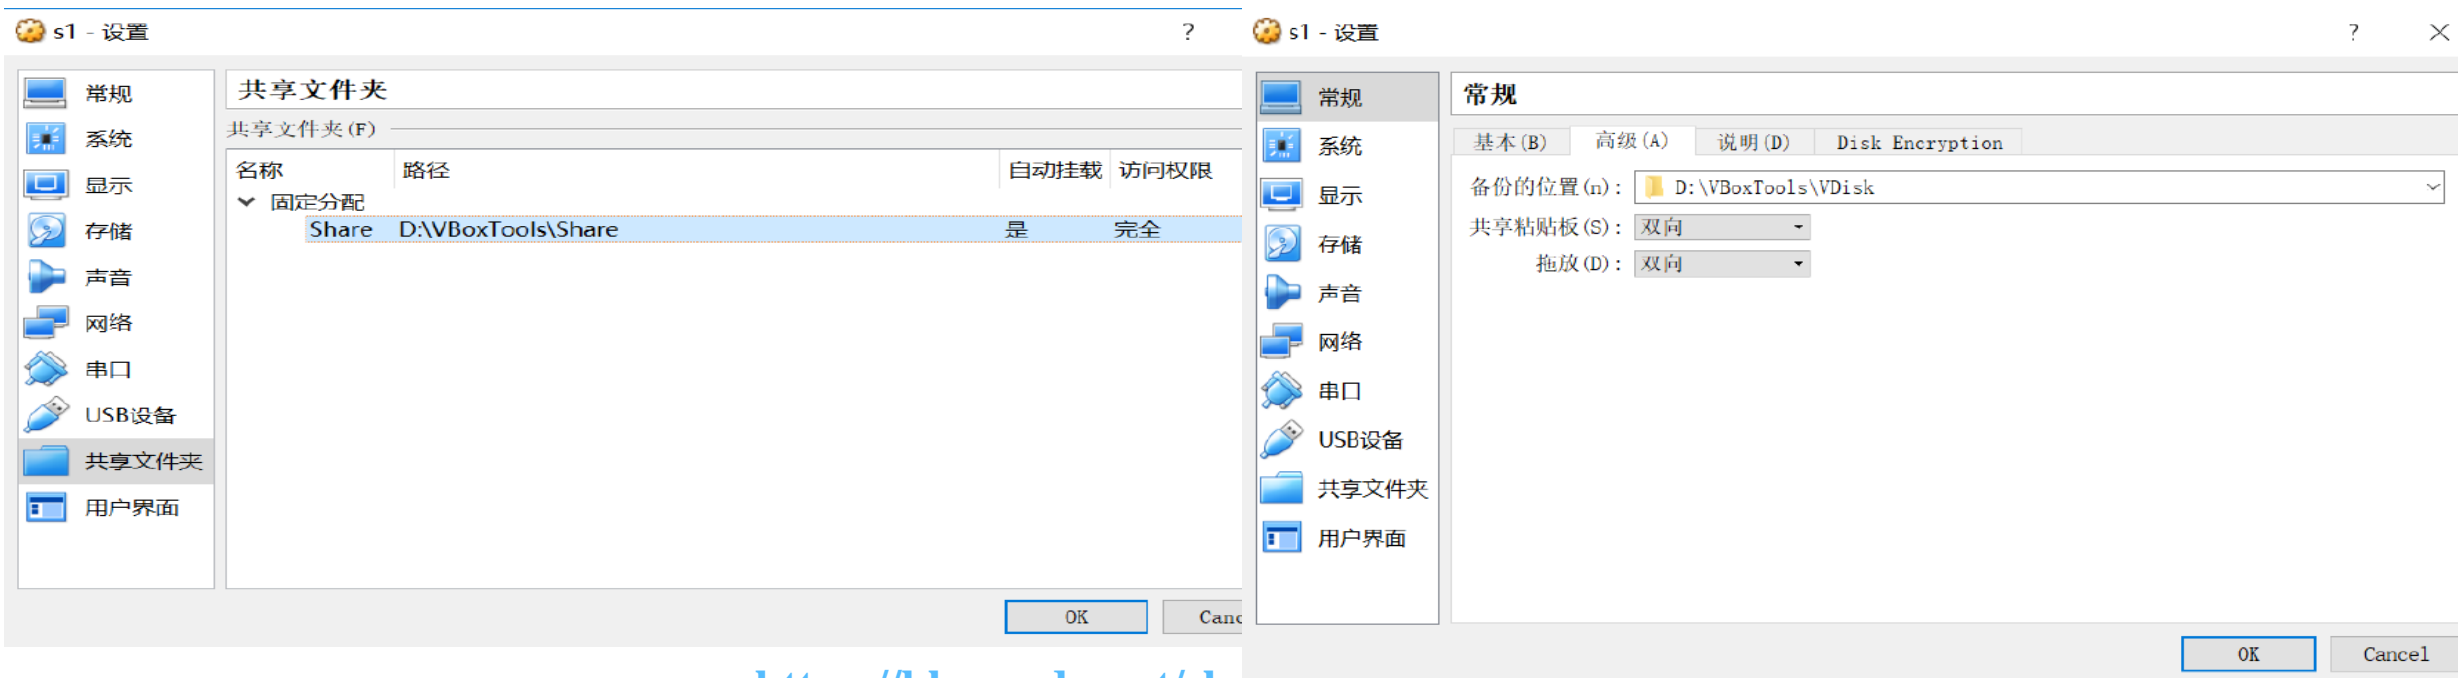 s1 - 设置
?
常规
系统
显示
存储
声音
网络
串口
USB设备
共享文件夹
用户界面
共享文件夹
共享文件夹(F)
名称 路径 自动挂载 访问权限
固定分配
Share D:\VBoxTools\Share 是 完全
OK
s1 - 设置
?
常规
系统
显示
存储
声音
网络
串口
USB设备
共享文件夹
用户界面
常规
基本(B) 高级(A) 说明(D) Disk Encryption
备份的位置(n): D:\VBoxTools\VDisk
共享粘贴板(S): 双向
拖放(D): 双向
OK Cancel